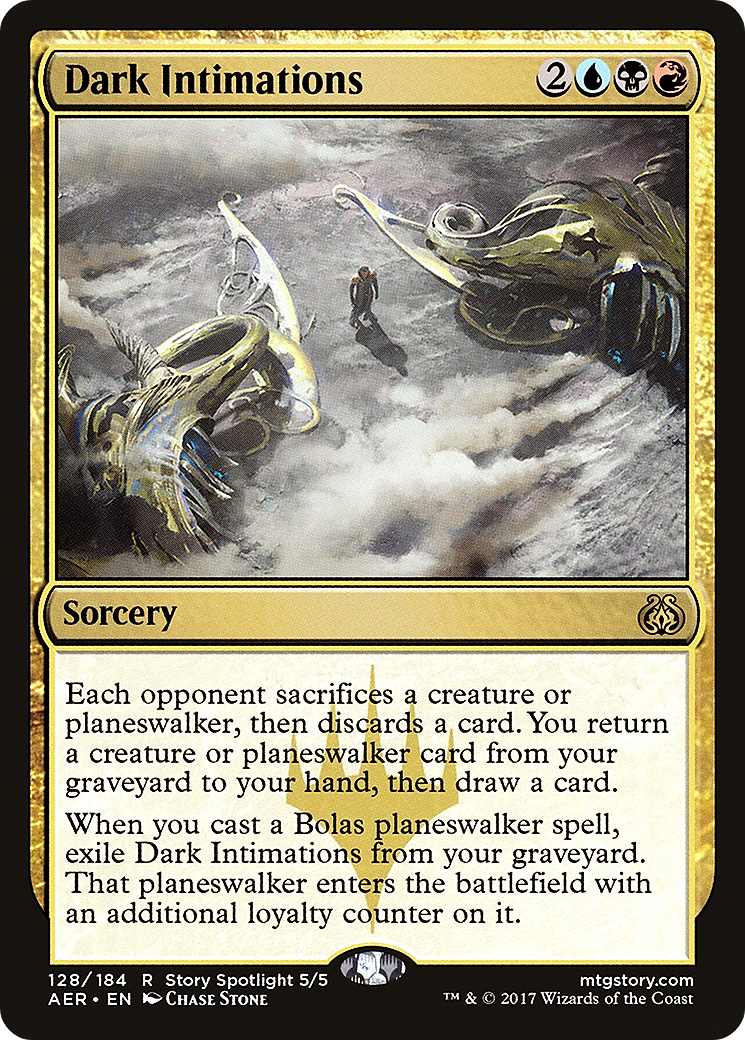 Dark Intimations 2
Sorcery
Each opponent sacrifices a creature or
planeswalker, then discards a card. You return
a creature or planeswalker card from your
graveyard to your hand, then draw a card.
When you cast a Bolas planeswalker spell,
exile Dark Intimations from your graveyard.
That planeswalker enters the battlefield with
an additional loyalty counter on it.
128/184 R Story Spotlight 5/5
mtgstory.com
AER • EN Chase Stone
™ & © 2017 Wizards of the Coast